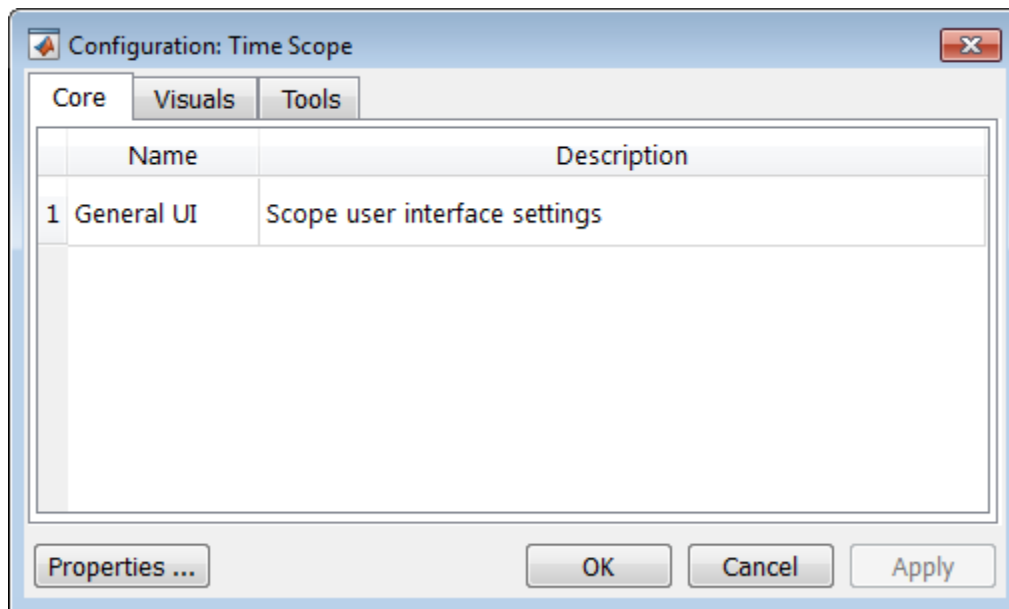 Configuration: Time Scope
Core Visuals Tools
Name Description
1 General UI Scope user interface settings
Properties ... OK Cancel Apply